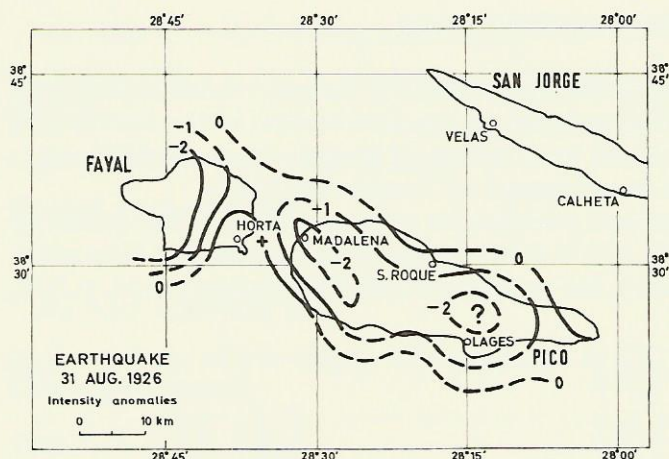 28°45' 28°30' 28°15' 28°00'
38°45'
38°45'
SAN JORGE
0
-1
-2
FAYAL
VELAS
CALHETA
0
-1
HORTA
MADALENA
-2
S. ROQUE
0
38°30'
38°30'
0
-2
?
LAGES
PICO
0
EARTHQUAKE
31 AUG. 1926
Intensity anomalies
0 10 km
28°45' 28°30' 28°15' 28°00'